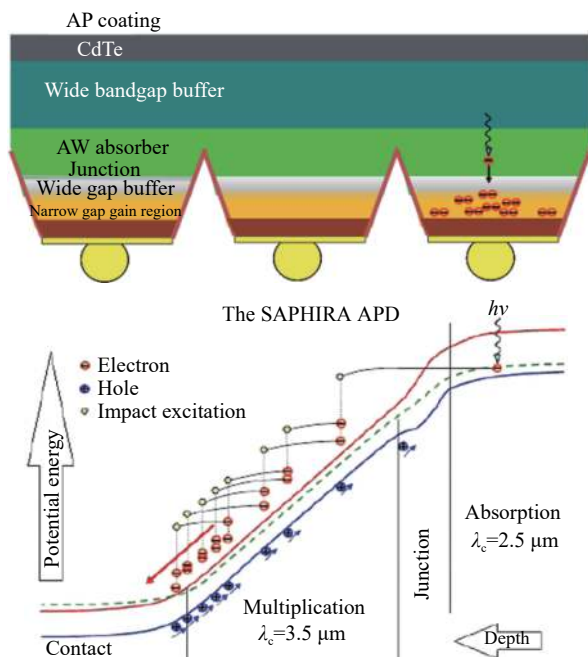 AP coating
CdTe
Wide bandgap buffer
AW absorber
Junction
Wide gap buffer
Narrow gap gain region
The SAPHIRA APD
hν
Electron
Hole
Impact excitation
Potential energy
Absorption
λc=2.5 μm
Junction
Multiplication
λc=3.5 μm
Contact
Depth